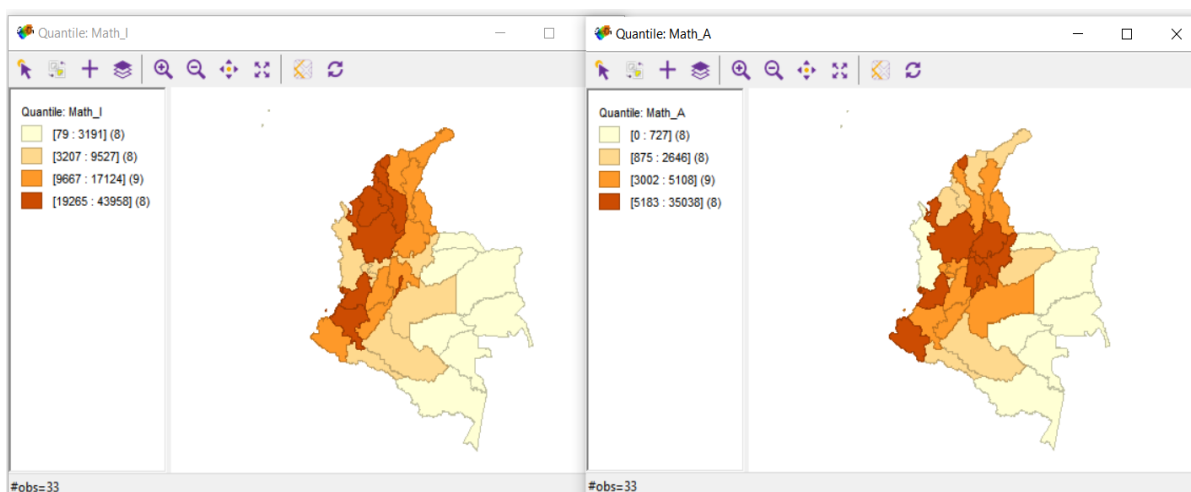 Quantile: Math_I
Quantile: Math_I
[79 : 3191] (8)
[3207 : 9527] (8)
[9667 : 17124] (9)
[19265 : 43958] (8)
#obs=33
Quantile: Math_A
Quantile: Math_A
[0 : 727] (8)
[875 : 2646] (8)
[3002 : 5108] (9)
[5183 : 35038] (8)
#obs=33